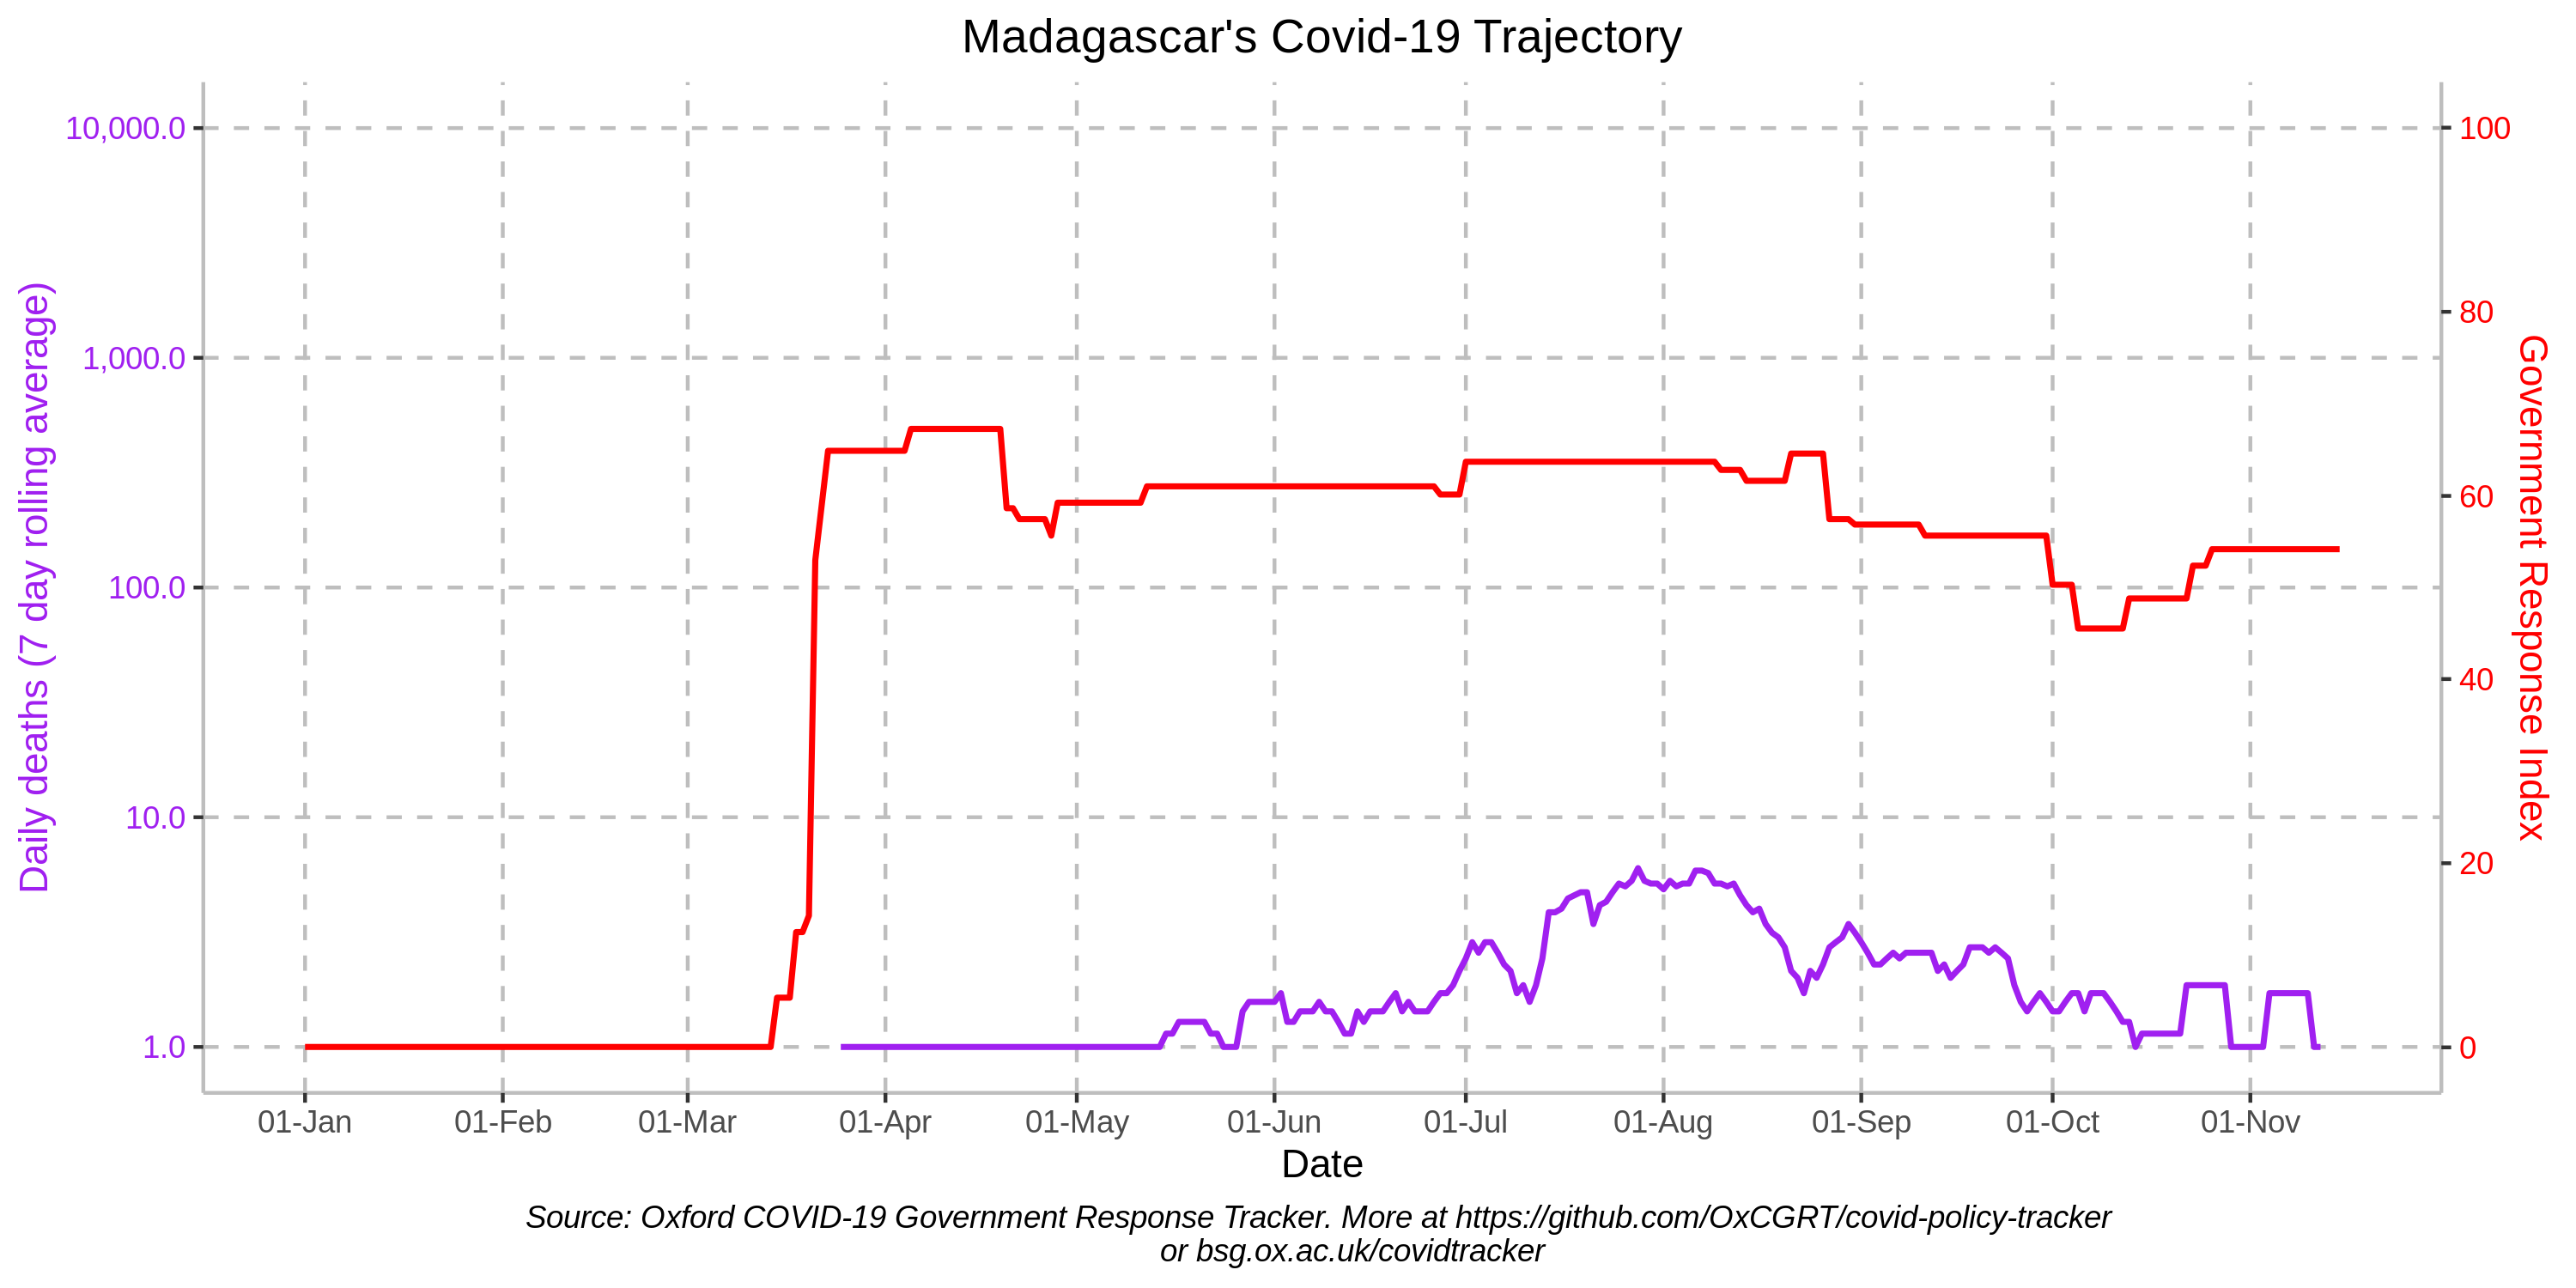 Madagascar's Covid-19 Trajectory
Daily deaths (7 day rolling average)
10,000.0
1,000.0
100.0
10.0
1.0
100
80
60
40
20
0
Government Response Index
01-Jan
01-Feb
01-Mar
01-Apr
01-May
01-Jun
01-Jul
01-Aug
01-Sep
01-Oct
01-Nov
Date
Source: Oxford COVID-19 Government Response Tracker. More at https://github.com/OxCGRT/covid-policy-tracker
or bsg.ox.ac.uk/covidtracker